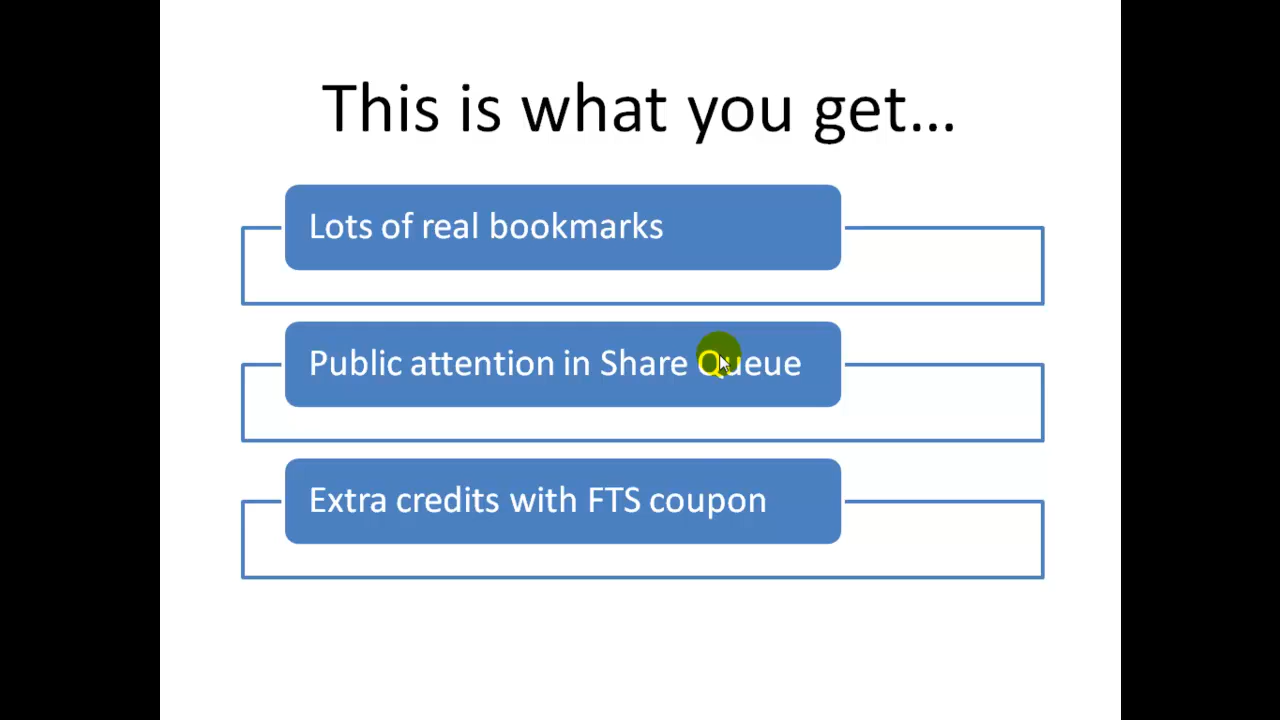 This is what you get...
Lots of real bookmarks
Public attention in Share Queue
Extra credits with FTS coupon